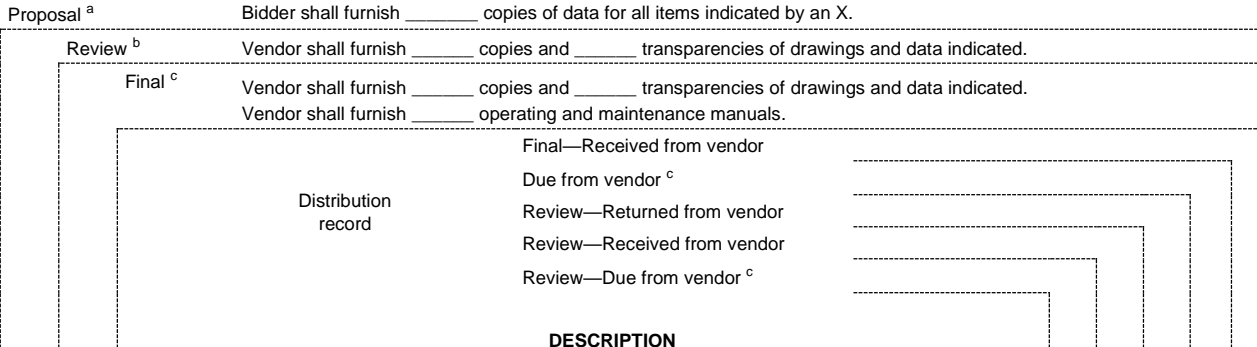 Proposal a Bidder shall furnish _______ copies of data for all items indicated by an X.
Review b Vendor shall furnish ______ copies and ______ transparencies of drawings and data indicated.
Final c Vendor shall furnish ______ copies and ______ transparencies of drawings and data indicated.
Vendor shall furnish ______ operating and maintenance manuals.
Final—Received from vendor
Due from vendor c
Distribution
record
Review—Returned from vendor
Review—Received from vendor
Review—Due from vendor c
DESCRIPTION